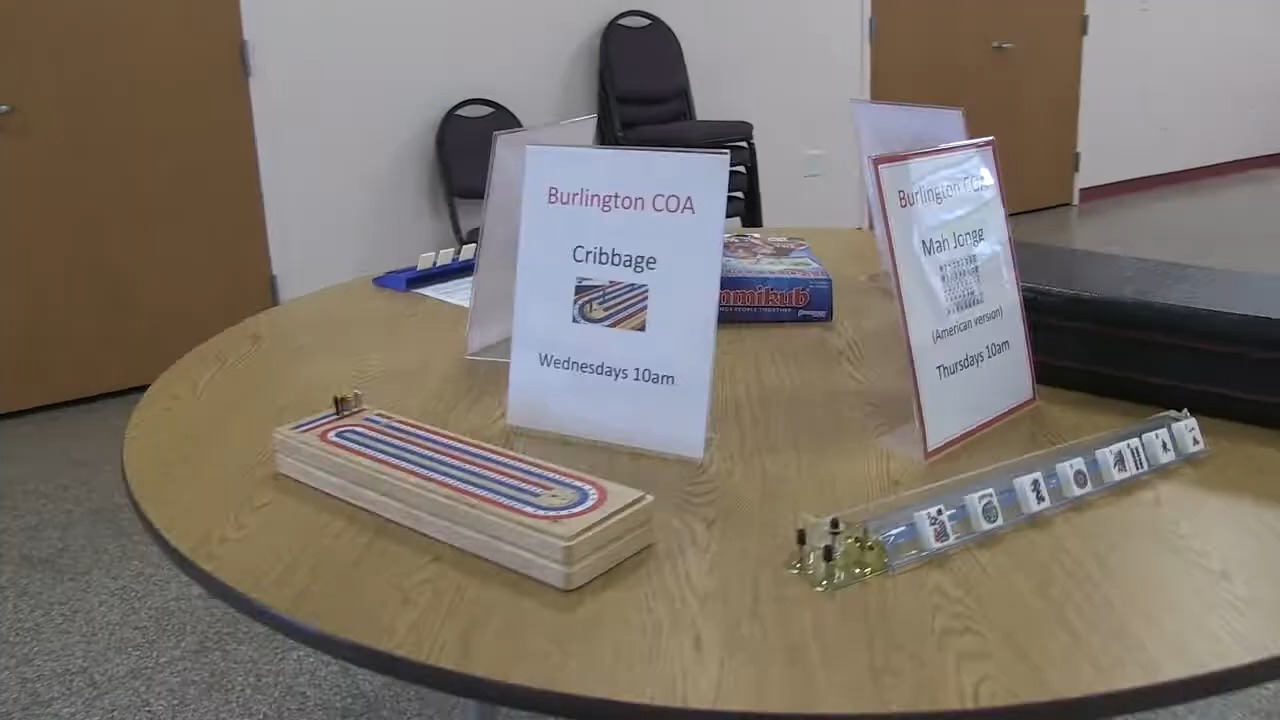 Burlington COA
Cribbage
Wednesdays 10am
mmikub
Burlington COA
Mah Jongg
(American version)
Thursdays 10am